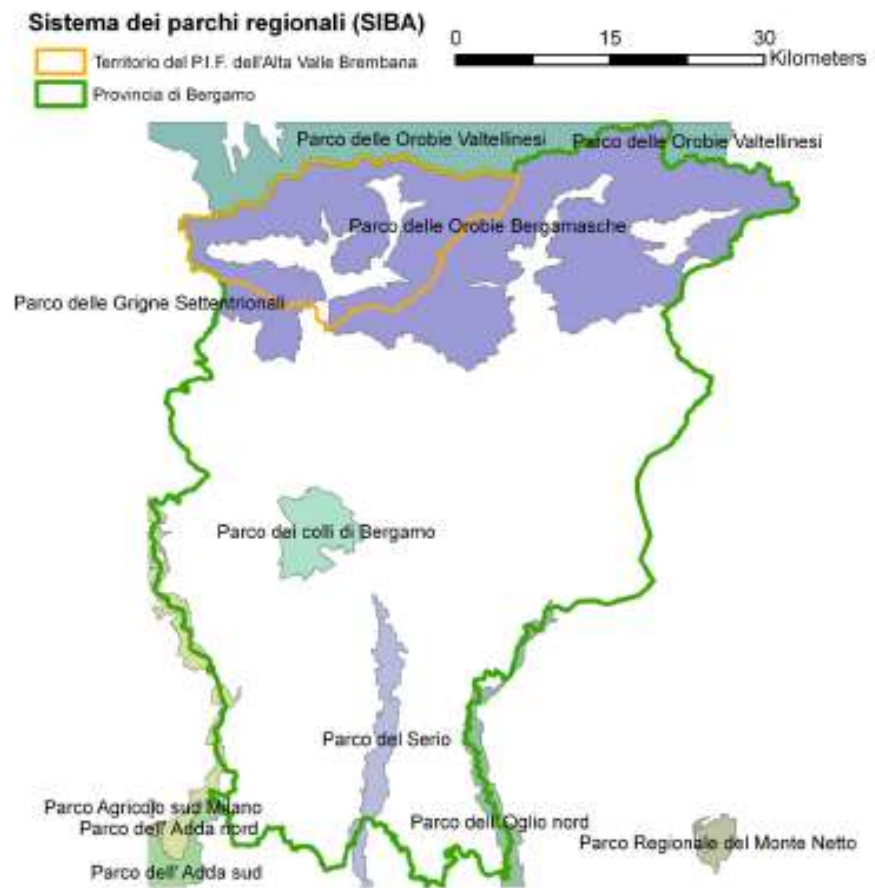 Sistema dei parchi regionali (SIBA)
0 15 30
Kilometers
Territorio del P.I.F. dell'Alta Valle Brembana
Provincia di Bergamo
Parco delle Orobie Valtellinesi
Parco delle Orobie Valtellinesi
Parco delle Orobie Bergamasche
Parco delle Grigne Settentrionali
Parco dei colli di Bergamo
Parco del Serio
Parco Agricolo sud Milano
Parco dell' Adda nord
Parco dell'Oglio nord
Parco Regionale del Monte Netto
Parco dell' Adda sud